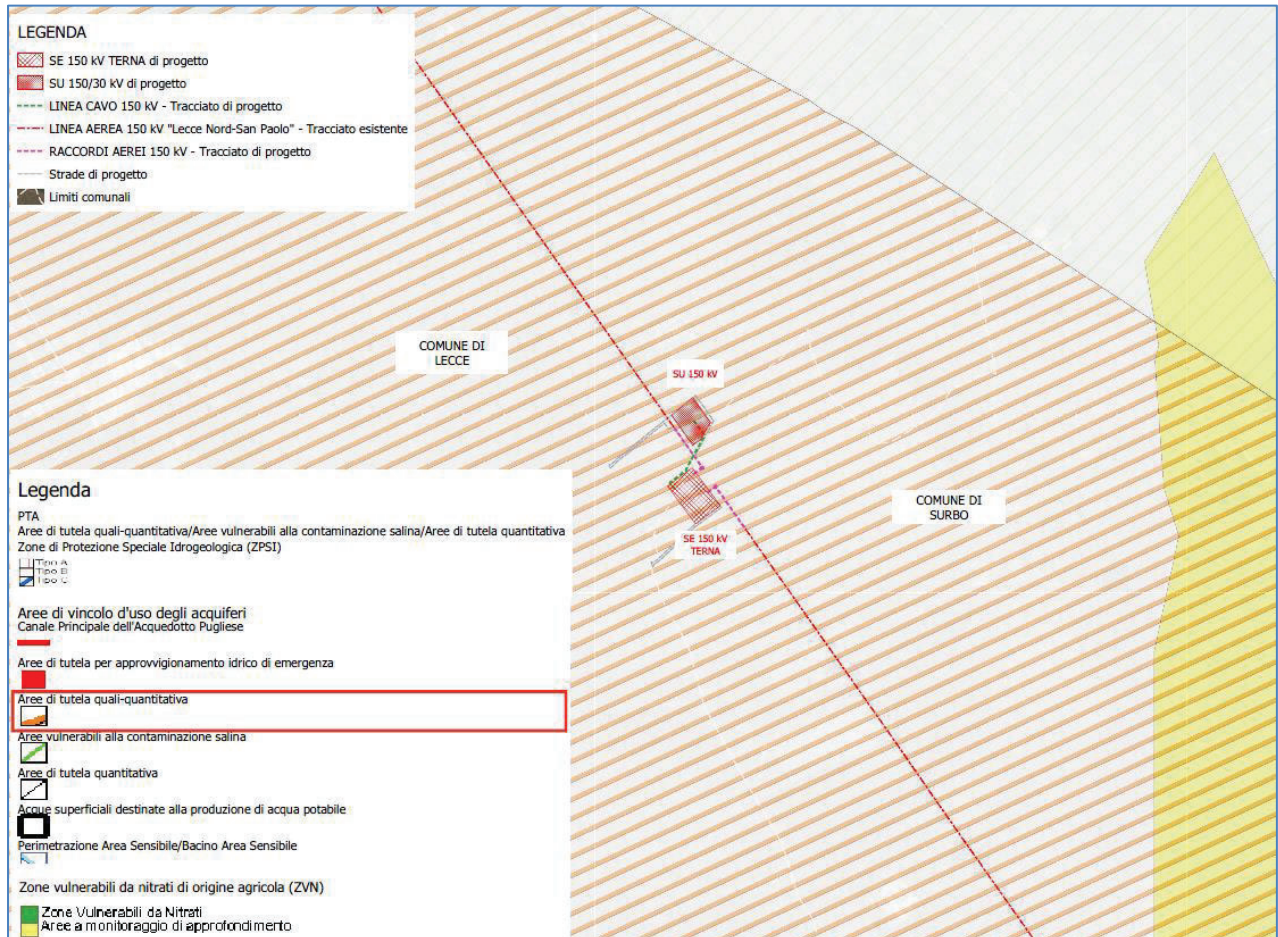 LEGENDA
SE 150 kV TERNA di progetto
SU 150/30 kV di progetto
LINEA CAVO 150 kV - Tracciato di progetto
LINEA AEREA 150 kV "Lecce Nord-San Paolo" - Tracciato esistente
RACCORDI AEREI 150 kV - Tracciato di progetto
Strade di progetto
Limiti comunali
COMUNE DI
LECCE
SU 150 kV
COMUNE DI
SURBO
SE 150 kV
TERNA
Legenda
PTA
Aree di tutela quali-quantitativa/Aree vulnerabili alla contaminazione salina/Aree di tutela quantitativa
Zone di Protezione Speciale Idrogeologica (ZPSI)
Tipo A
Tipo B
Tipo C
Aree di vincolo d'uso degli acquiferi
Canale Principale dell'Acquedotto Pugliese
Aree di tutela per approvvigionamento idrico di emergenza
Aree di tutela quali-quantitativa
Aree vulnerabili alla contaminazione salina
Aree di tutela quantitativa
Acque superficiali destinate alla produzione di acqua potabile
Perimetrazione Area Sensibile/Bacino Area Sensibile
Zone vulnerabili da nitrati di origine agricola (ZVN)
Zone Vulnerabili da Nitrati
Aree a monitoraggio di approfondimento